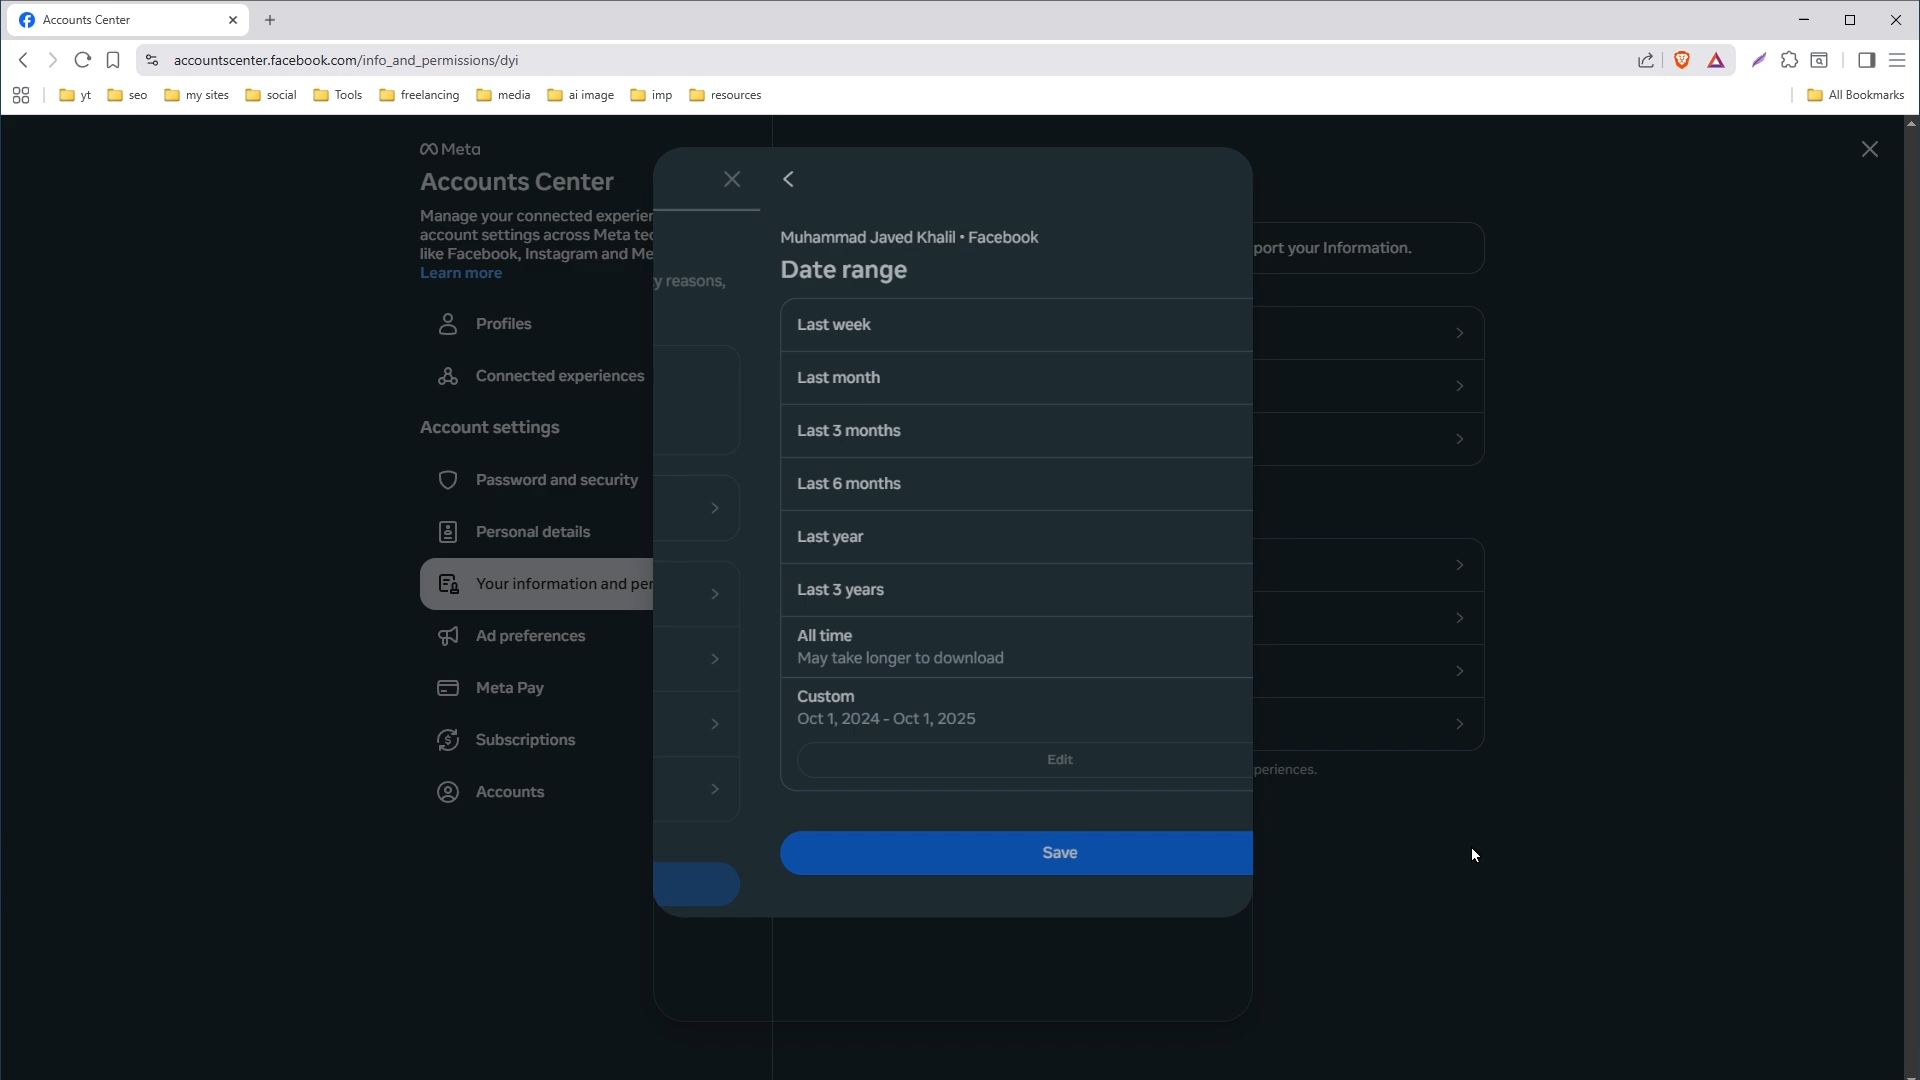 Accounts Center
accountscenter.facebook.com/info_and_permissions/dyi
yt
seo
my sites
social
Tools
freelancing
media
ai image
imp
resources
All Bookmarks
Meta
Accounts Center
Manage your connected experien
account settings across Meta tec
like Facebook, Instagram and Me
Learn more
Profiles
Connected experiences
Account settings
Password and security
Personal details
Your information and per
Ad preferences
Meta Pay
Subscriptions
Accounts
y reasons,
Muhammad Javed Khalil • Facebook
Date range
Last week
Last month
Last 3 months
Last 6 months
Last year
Last 3 years
All time
May take longer to download
Custom
Oct 1, 2024 - Oct 1, 2025
Edit
Save
port your Information.
periences.